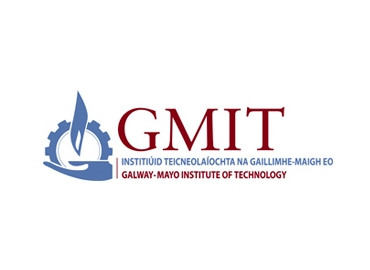 GMIT
INSTITIÚID TEICNEOLAÍOCHTA NA GAILLIMHE-MAIGH EO
GALWAY-MAYO INSTITUTE OF TECHNOLOGY